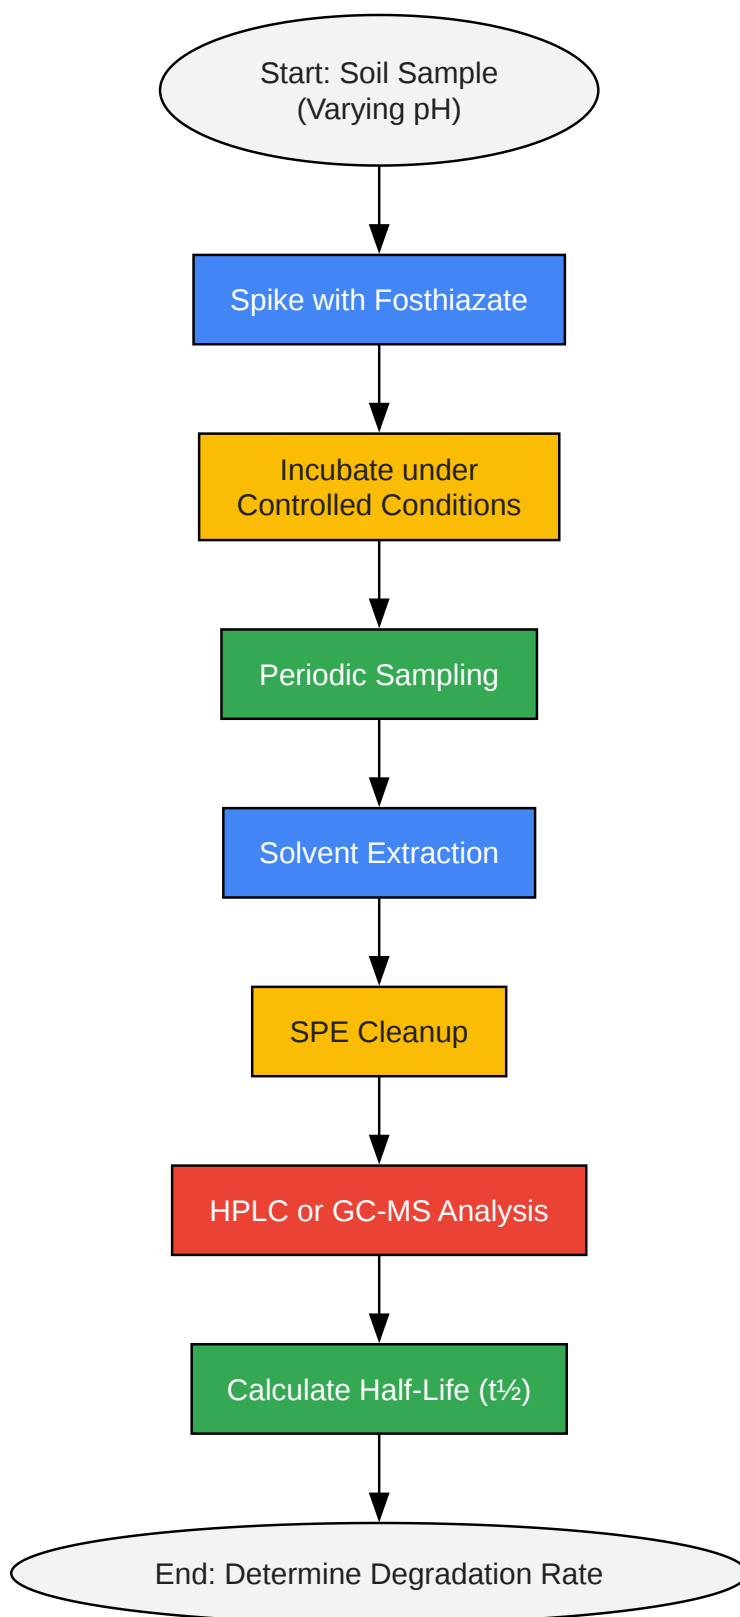 Start: Soil Sample
(Varying pH)
Spike with Fosthiazate
Incubate under
Controlled Conditions
Periodic Sampling
Solvent Extraction
SPE Cleanup
HPLC or GC-MS Analysis
Calculate Half-Life (t½)
End: Determine Degradation Rate